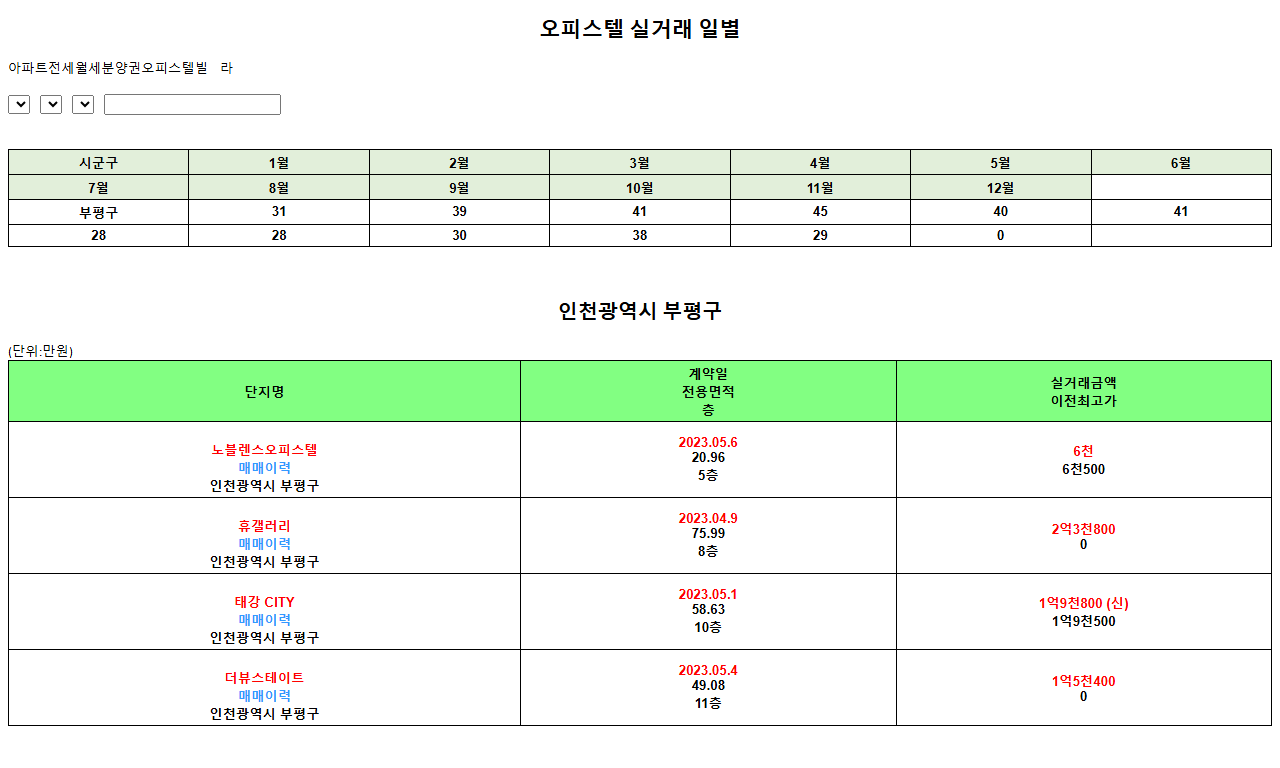 오피스텔 실거래 일별
아파트전세월세분양권오피스텔빌 라
시군구 1월 2월 3월 4월 5월 6월
7월 8월 9월 10월 11월 12월
부평구 31 39 41 45 40 41
28 28 30 38 29 0
인천광역시 부평구
(단위:만원)
단지명
계약일
전용면적
층
실거래금액
이전최고가
노블렌스오피스텔
매매이력
인천광역시 부평구
2023.05.6
20.96
5층
6천
6천500
휴갤러리
매매이력
인천광역시 부평구
2023.04.9
75.99
8층
2억3천800
0
태강 CITY
매매이력
인천광역시 부평구
2023.05.1
58.63
10층
1억9천800 (신)
1억9천500
더뷰스테이트
매매이력
인천광역시 부평구
2023.05.4
49.08
11층
1억5천400
0